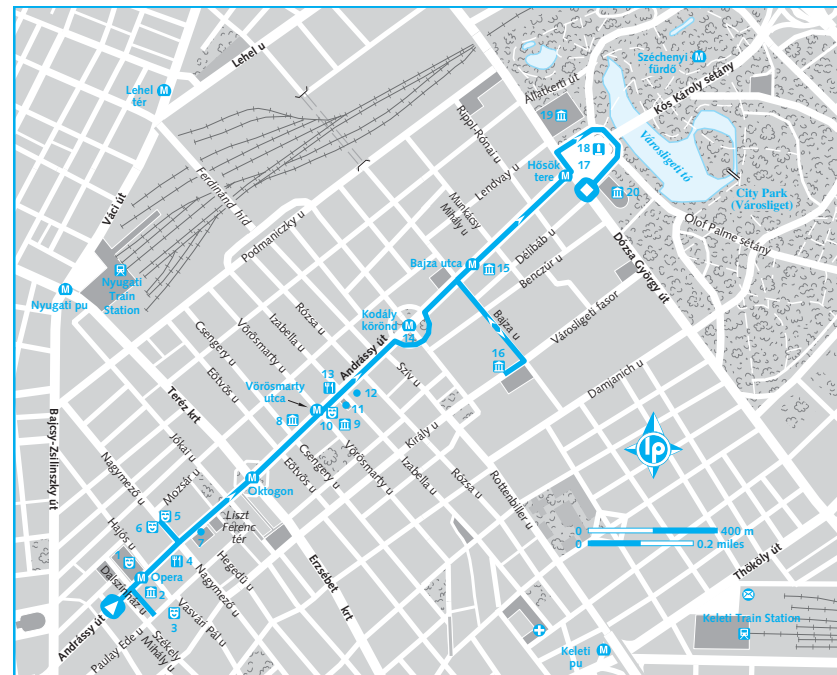 Lehel u
Széchenyi
fürdő
M
Kós Károly sétány
Állatkerti út
Lehel
tér
M
19
Rippl-Rónai u
18
17
Hősök
tere
M
Városligeti tó
City Park
(Városliget)
20
Lendvay u
Munkácsy
Mihály u
Ferdinand híd
Váci út
Podmaniczky u
Olof Palme sétány
Délibáb u
Benczúr u
Dózsa György út
Bajza utca
M
15
Nyugati
Train
Station
M
Nyugati pu
Rózsa u
Izabella u
Vörösmarty u
Csengery u
Eötvös u
Kodály
körönd
M
14
Andrássy út
Bajza u
Városligeti fasor
16
Szív u
Damjanich u
13
12
11
Vörösmarty
utca
M
8
10
9
Teréz krt
Király u
Jókai u
Mozsár u
Nagymező u
Hajós u
Csengery u
Eötvös u
Vörösmarty u
Izabella u
Rózsa u
Rottenbiller u
lp
M
Oktogon
Bajcsy-Zsilinszky út
Liszt
Ferenc
tér
5
6
7
4
1
M
Opera
2
3
Dalszínház u
Hegedű u
Nagymező u
Vasvári Pál u
Székely
Mihály u
Paulay Ede u
Andrássy út
Erzsébet krt
0 400 m
0 0.2 miles
Thököly út
Keleti Train Station
Keleti
pu
M